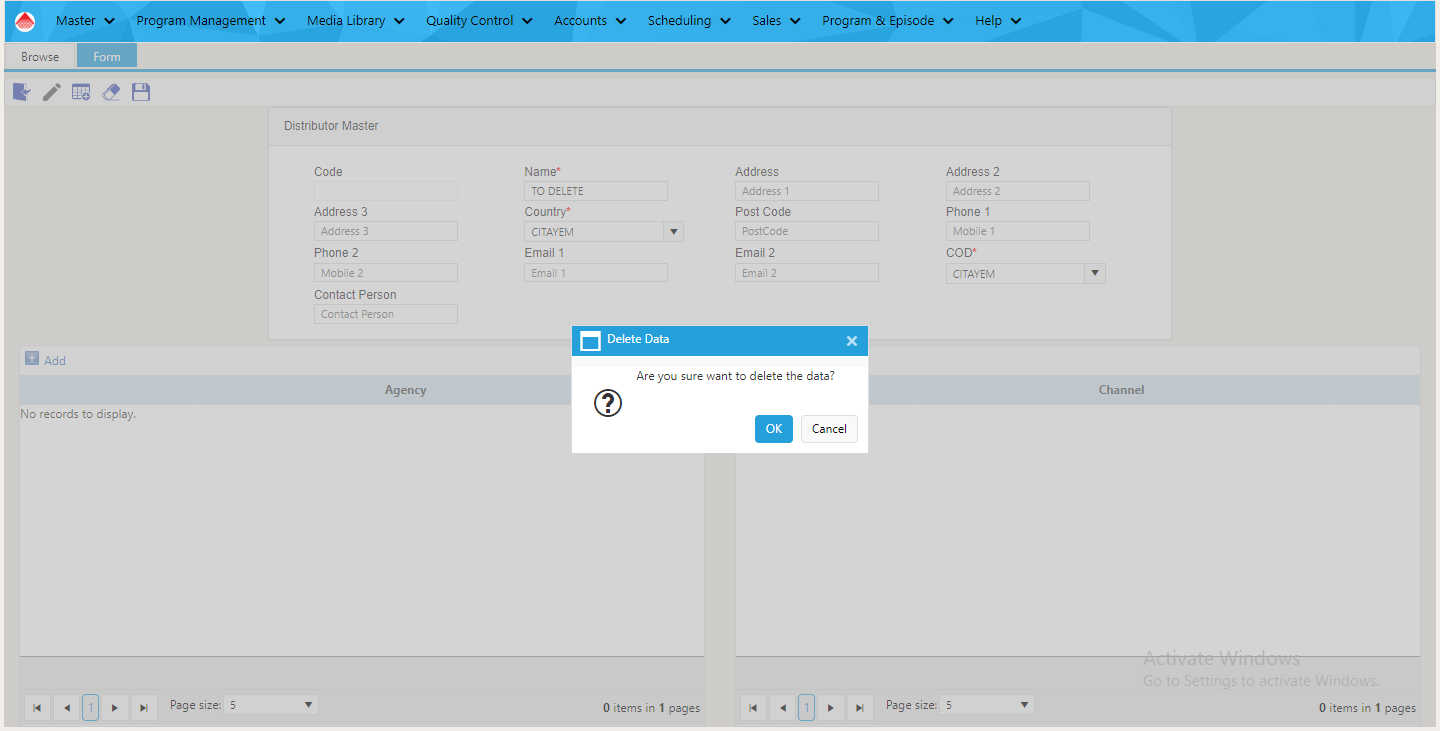 Master Program Management Media Library Quality Control Accounts Scheduling Sales Program & Episode Help
Browse Form
Distributor Master
Code Name* Address Address 2
TO DELETE Address 1 Address 2
Address 3 Country* Post Code Phone 1
Address 3 CITAYEM PostCode Mobile 1
Phone 2 Email 1 Email 2 COD*
Mobile 2 Email 1 Email 2 CITAYEM
Contact Person
Contact Person
Delete Data
Are you sure want to delete the data?
OK Cancel
Add
Agency Channel
No records to display.
Activate Windows
Go to Settings to activate Windows.
1 Page size: 5 0 items in 1 pages 1 Page size: 5 0 items in 1 pages